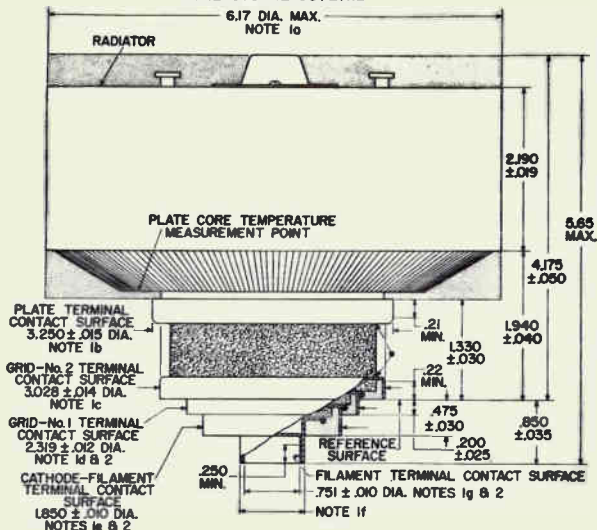 6.17 DIA. MAX.
NOTE 1a
RADIATOR
2.190
±.019
PLATE CORE TEMPERATURE
MEASUREMENT POINT
5.65
MAX.
4.175
±.050
PLATE TERMINAL
CONTACT SURFACE
3.250 ± .015 DIA.
NOTE 1b
.21
MIN.
1.330
±.030
1.940
±.040
GRID-No. 2 TERMINAL
CONTACT SURFACE
3.028 ± .014 DIA.
NOTE 1c
.22
MIN.
GRID-No. 1 TERMINAL
CONTACT SURFACE
2.319 ± .012 DIA.
NOTE 1d & 2
.475
±.030
.850
±.035
REFERENCE
SURFACE
.200
±.025
CATHODE-FILAMENT
TERMINAL CONTACT
SURFACE
1.850 ± .010 DIA.
NOTES 1e & 2
.250
MIN.
FILAMENT TERMINAL CONTACT SURFACE
.751 ± .010 DIA. NOTES 1g & 2
NOTE 1f